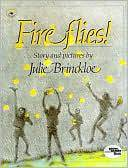 Fireflies!
Story and pictures by
Julie Brinckloe